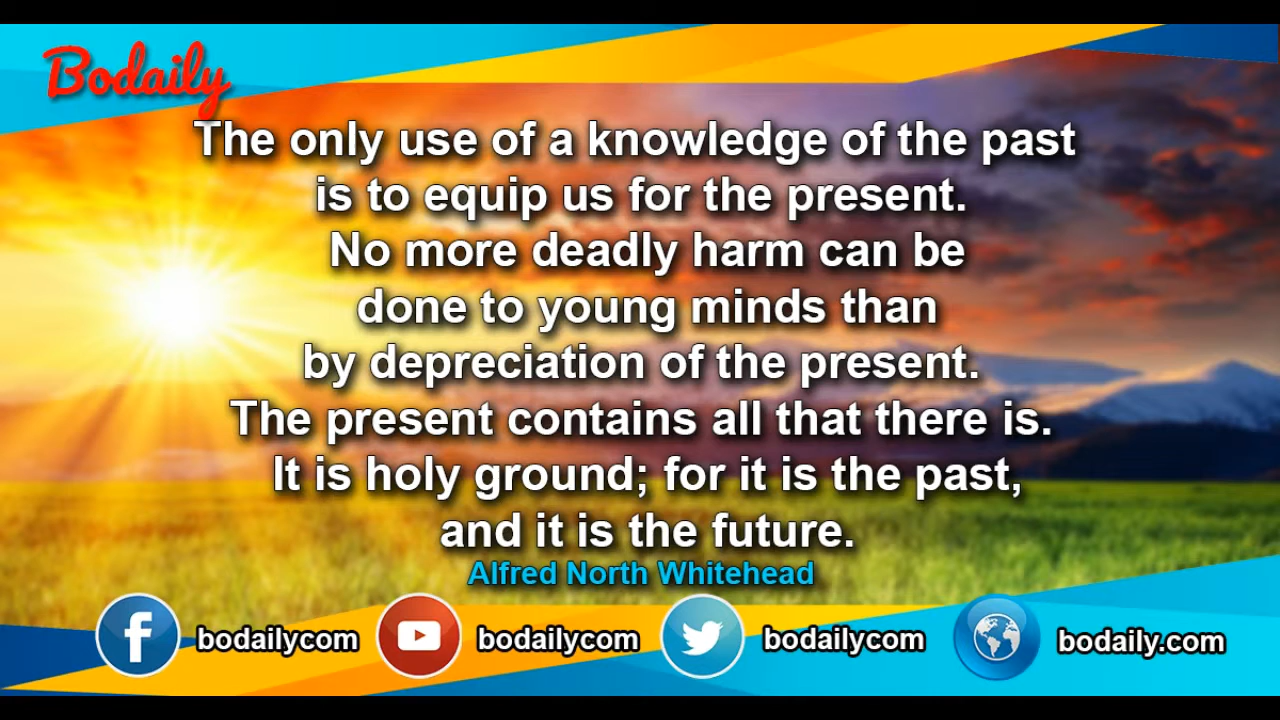 Bodaily
The only use of a knowledge of the past
is to equip us for the present.
No more deadly harm can be
done to young minds than
by depreciation of the present.
The present contains all that there is.
It is holy ground; for it is the past,
and it is the future.
Alfred North Whitehead
bodailycom bodailycom bodailycom bodaily.com